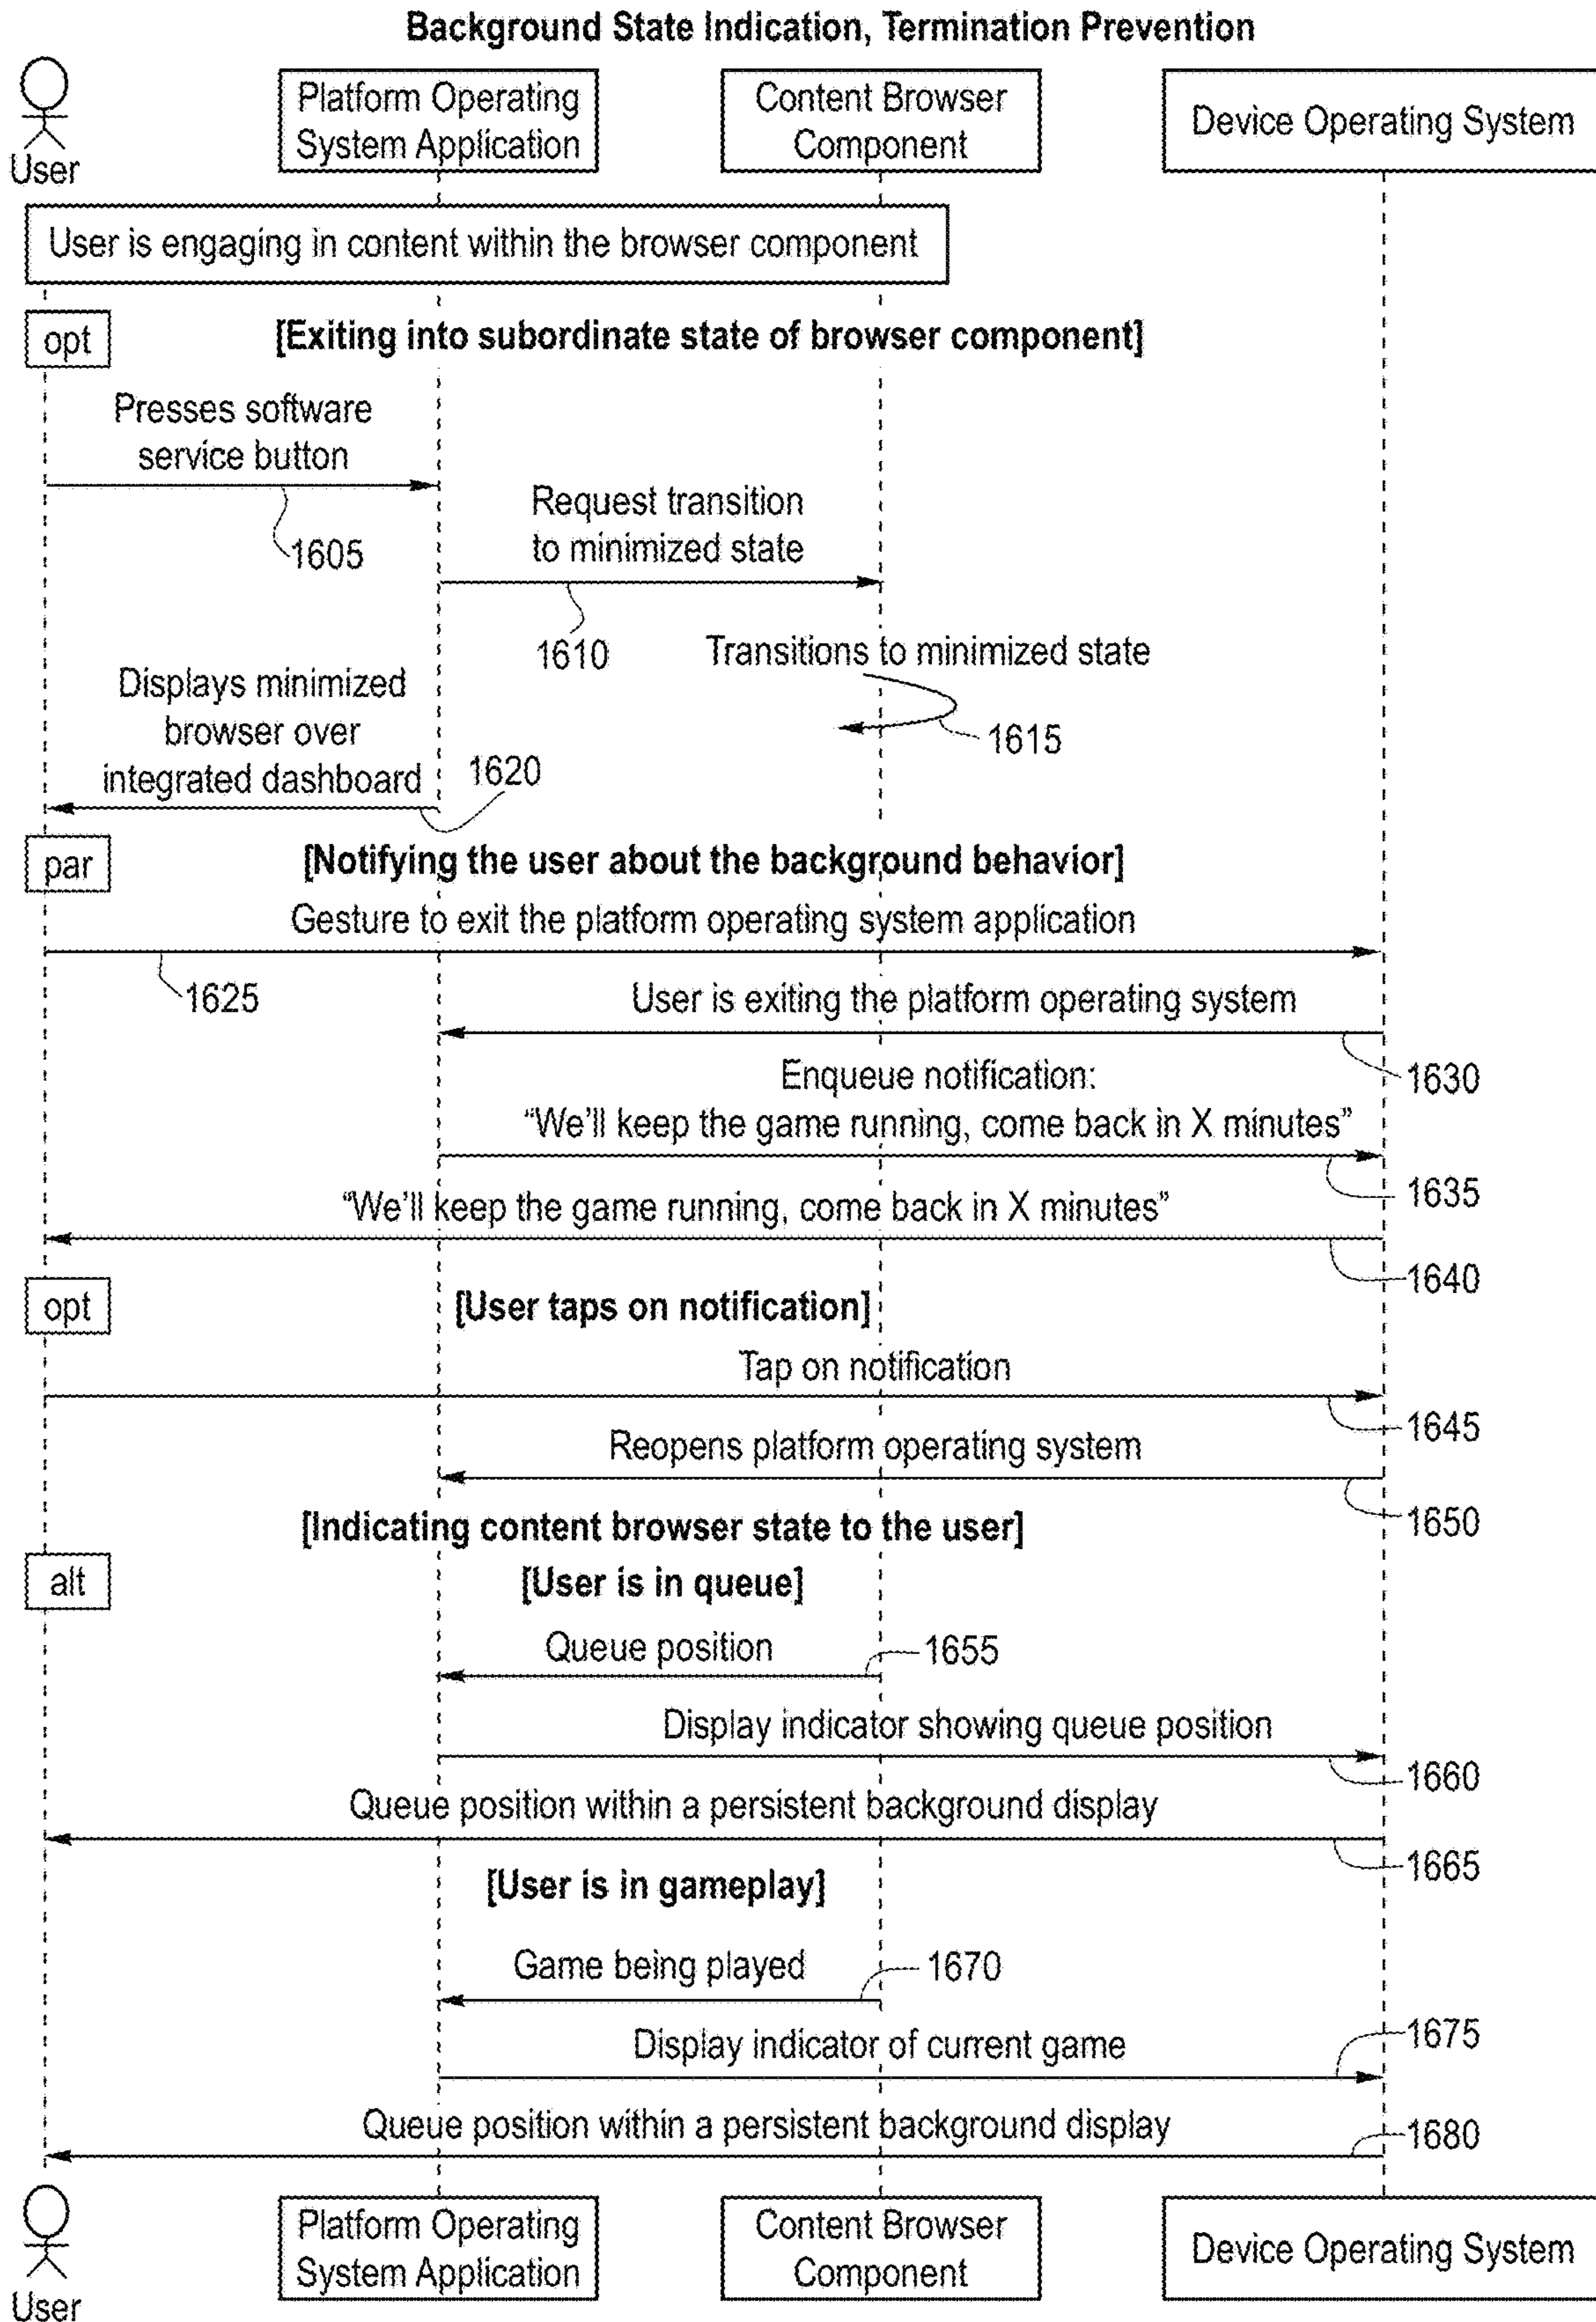 Background State Indication, Termination Prevention
User
Platform Operating
System Application
Content Browser
Component
Device Operating System
User is engaging in content within the browser component
opt
[Exiting into subordinate state of browser component]
Presses software
service button
1605
Request transition
to minimized state
1610
Transitions to minimized state
1615
Displays minimized
browser over
integrated dashboard
1620
par
[Notifying the user about the background behavior]
Gesture to exit the platform operating system application
1625
User is exiting the platform operating system
1630
Enqueue notification:
“We’ll keep the game running, come back in X minutes”
1635
“We’ll keep the game running, come back in X minutes”
1640
opt
[User taps on notification]
Tap on notification
1645
Reopens platform operating system
1650
[Indicating content browser state to the user]
alt
[User is in queue]
Queue position
1655
Display indicator showing queue position
1660
Queue position within a persistent background display
1665
[User is in gameplay]
Game being played
1670
Display indicator of current game
1675
Queue position within a persistent background display
1680
User
Platform Operating
System Application
Content Browser
Component
Device Operating System